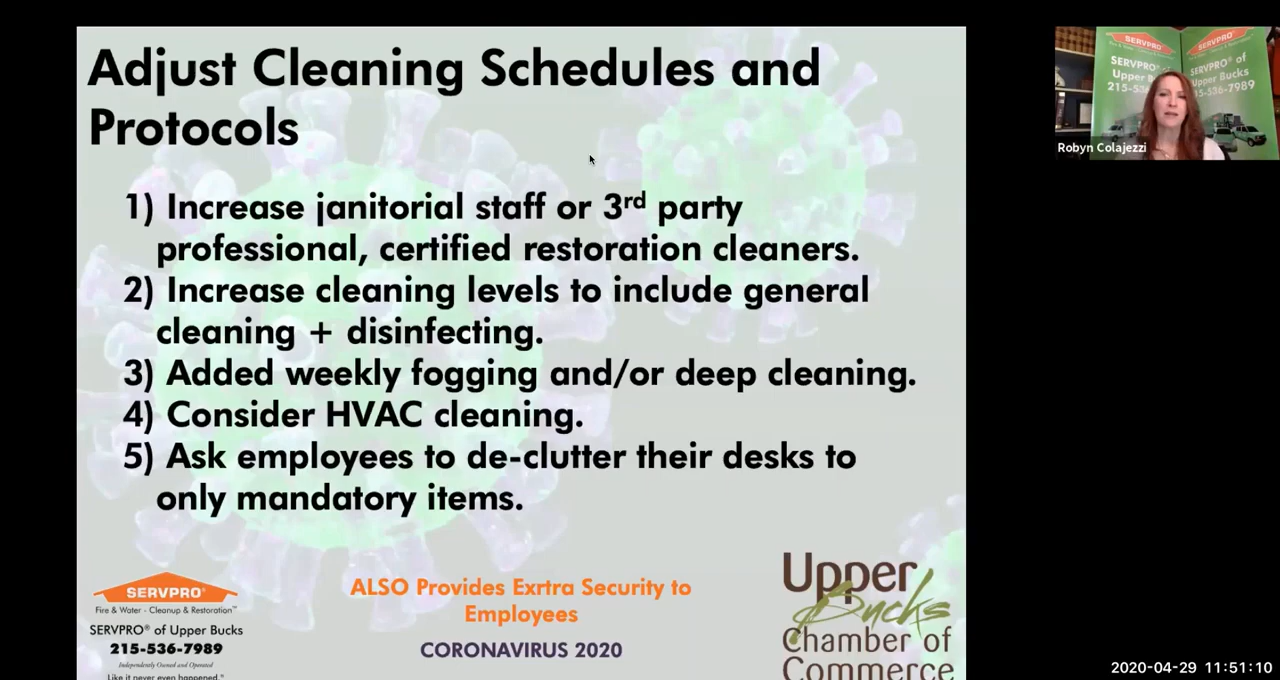 Adjust Cleaning Schedules and
Protocols
1) Increase janitorial staff or 3rd party
professional, certified restoration cleaners.
2) Increase cleaning levels to include general
cleaning + disinfecting.
3) Added weekly fogging and/or deep cleaning.
4) Consider HVAC cleaning.
5) Ask employees to de-clutter their desks to
only mandatory items.
ALSO Provides Exrtra Security to
Employees
CORONAVIRUS 2020
SERVPRO®
Fire & Water - Cleanup & Restoration™
SERVPRO® of Upper Bucks
215-536-7989
Independently Owned and Operated
Like it never even happened.®
Upper
Bucks
Chamber of
Commerce
SERVPRO
SERVPRO
SERVPRO of
Upper Bucks
215-536-7989
Robyn Colajezzi
2020-04-29 11:51:10